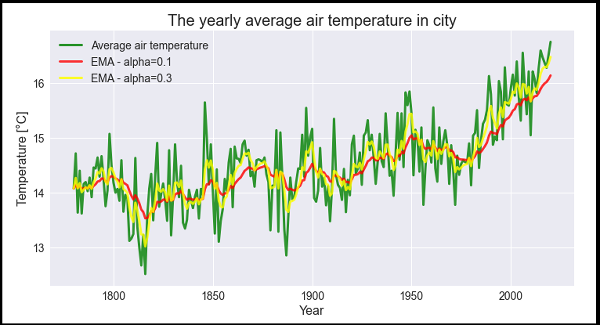 The yearly average air temperature in city
Average air temperature
EMA - alpha=0.1
EMA - alpha=0.3
Temperature [°C]
16
15
14
13
1800 1850 1900 1950 2000
Year